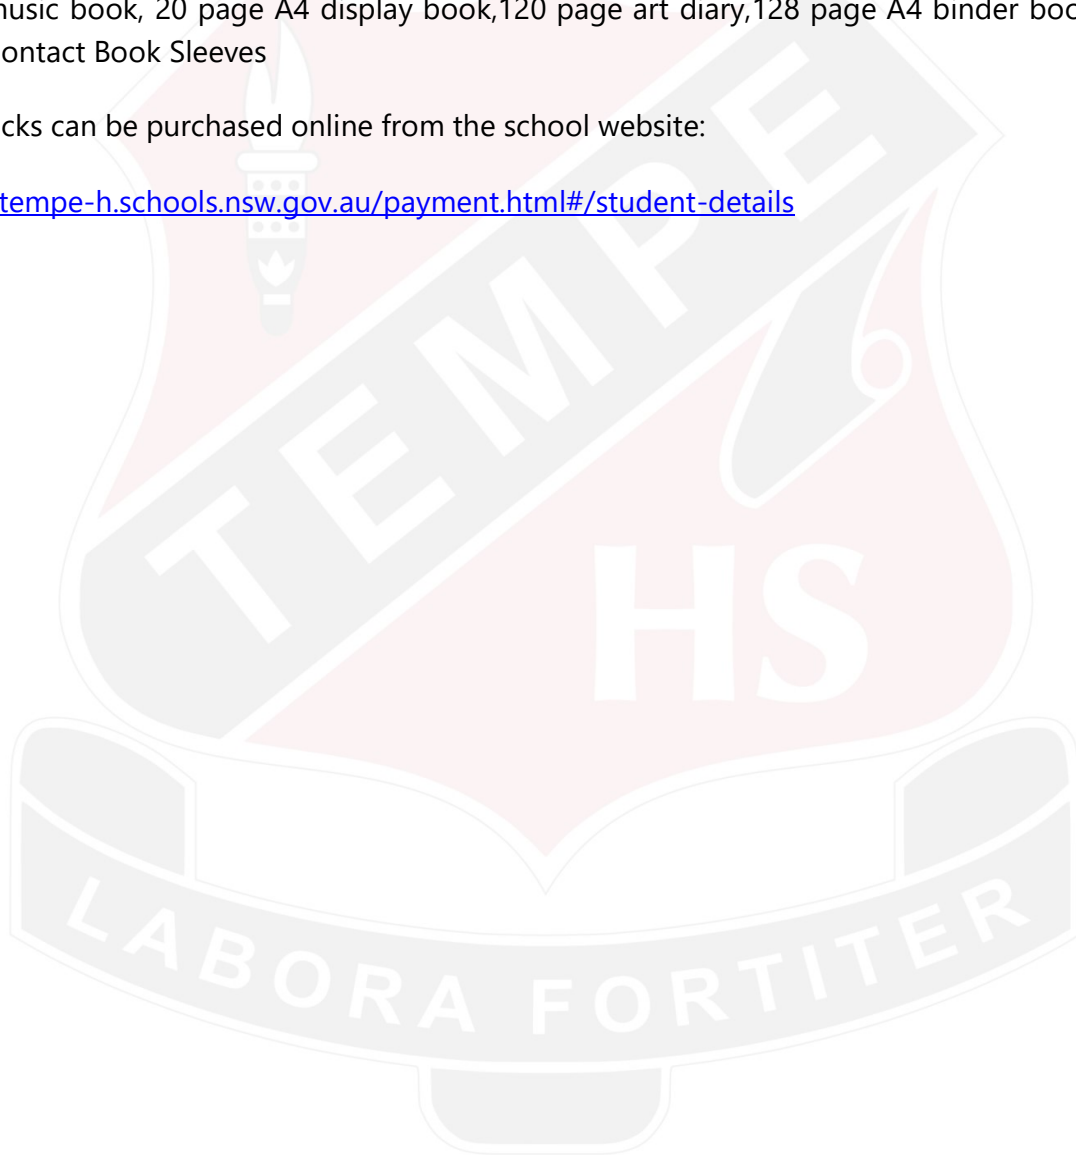 music book, 20 page A4 display book,120 page art diary,128 page A4 binder
ontact Book Sleeves
cks can be purchased online from the school website:
tempe-h.schools.nsw.gov.au/payment.html#/student-details
TEMPE
HS
LABORA FORTITER